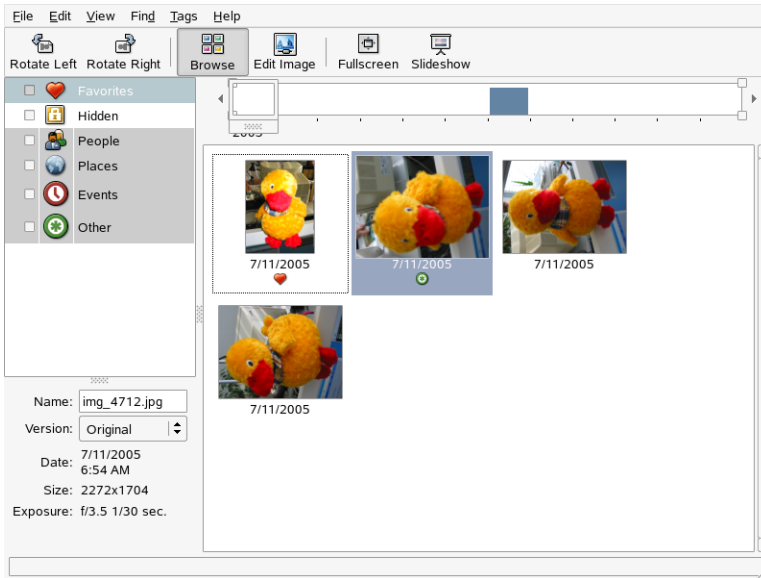 File Edit View Find Tags Help
Rotate Left Rotate Right Browse Edit Image Fullscreen Slideshow
Favorites
Hidden
People
Places
Events
Other
2005
7/11/2005 7/11/2005 7/11/2005
7/11/2005
Name: img_4712.jpg
Version: Original
Date: 7/11/2005
6:54 AM
Size: 2272x1704
Exposure: f/3.5 1/30 sec.